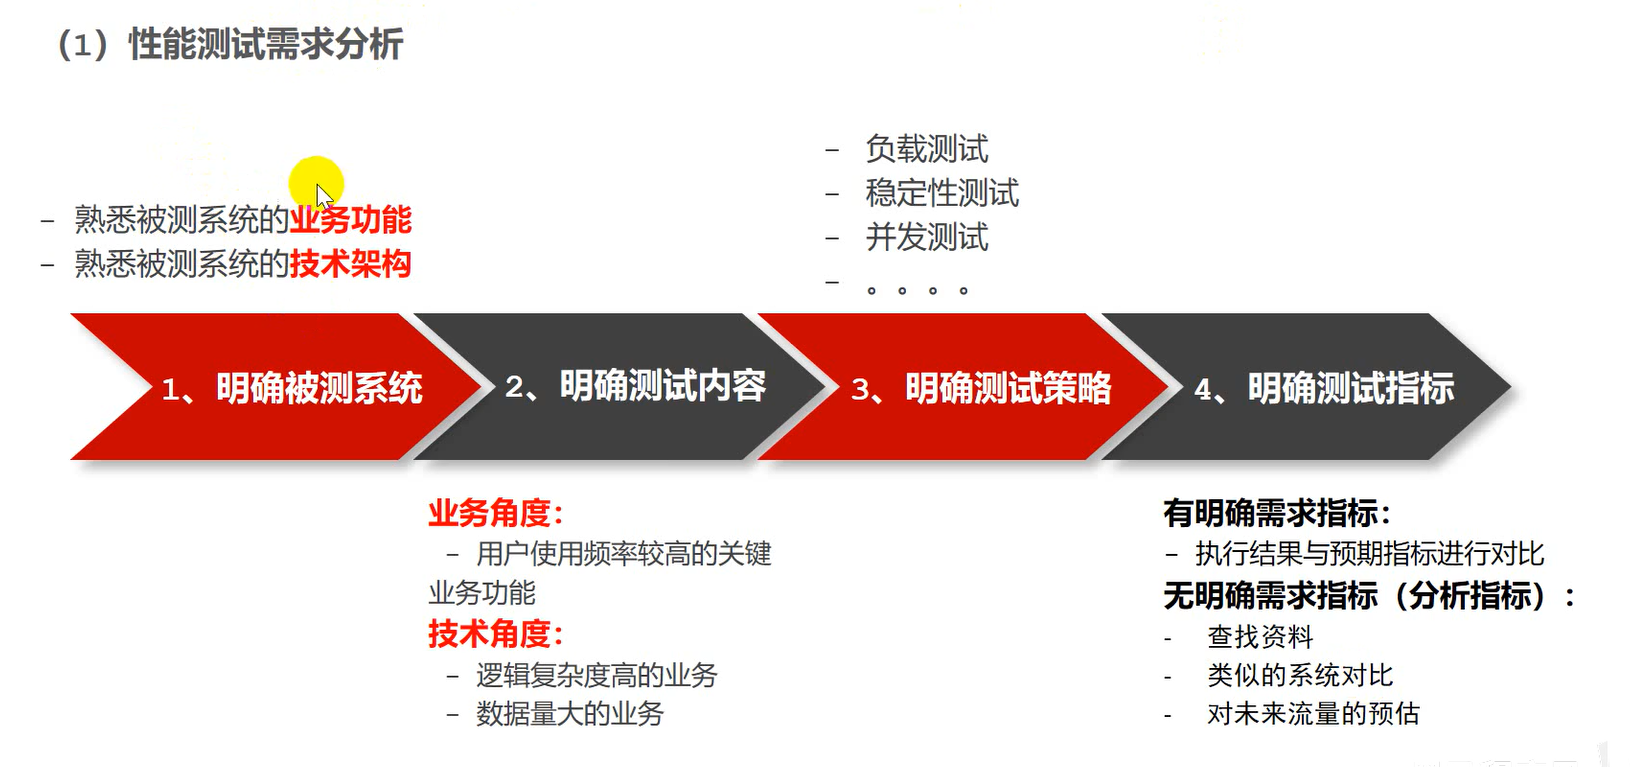 （1）性能测试需求分析
- 负载测试
- 稳定性测试
- 并发测试
- 。。。。
- 熟悉被测系统的业务功能
- 熟悉被测系统的技术架构
1、明确被测系统
2、明确测试内容
3、明确测试策略
4、明确测试指标
业务角度：
- 用户使用频率较高的关键
业务功能
技术角度：
- 逻辑复杂度高的业务
- 数据量大的业务
有明确需求指标：
- 执行结果与预期指标进行对比
无明确需求指标（分析指标）：
- 查找资料
- 类似的系统对比
- 对未来流量的预估